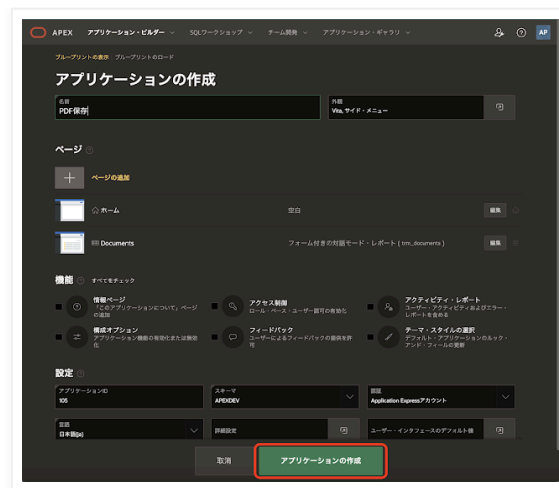 APEX アプリケーション・ビルダー SQLワークショップ チーム開発 アプリケーション・ギャラリ AP
ブループリントの表示 ブループリントのロード
アプリケーションの作成
名前
PDF保存
外観
Vita, サイド・メニュー
ページ
ページの追加
ホーム 空白 編集
Documents フォーム付きの対話モード・レポート ( tm_documents ) 編集
機能 すべてをチェック
情報ページ
「このアプリケーションについて」ページの追加
アクセス制御
ロール・ベース・ユーザー認可の有効化
アクティビティ・レポート
ユーザー・アクティビティおよびエラー・レポートを含める
構成オプション
アプリケーション機能の有効化または無効化
フィードバック
ユーザーによるフィードバックの提供を許可
テーマ・スタイルの選択
デフォルト・アプリケーションのルック・アンド・フィールの更新
設定
アプリケーションID
105
スキーマ
APEXDEV
認証
Application Expressアカウント
言語
日本語(ja)
詳細設定
ユーザー・インタフェースのデフォルト値
取消 アプリケーションの作成